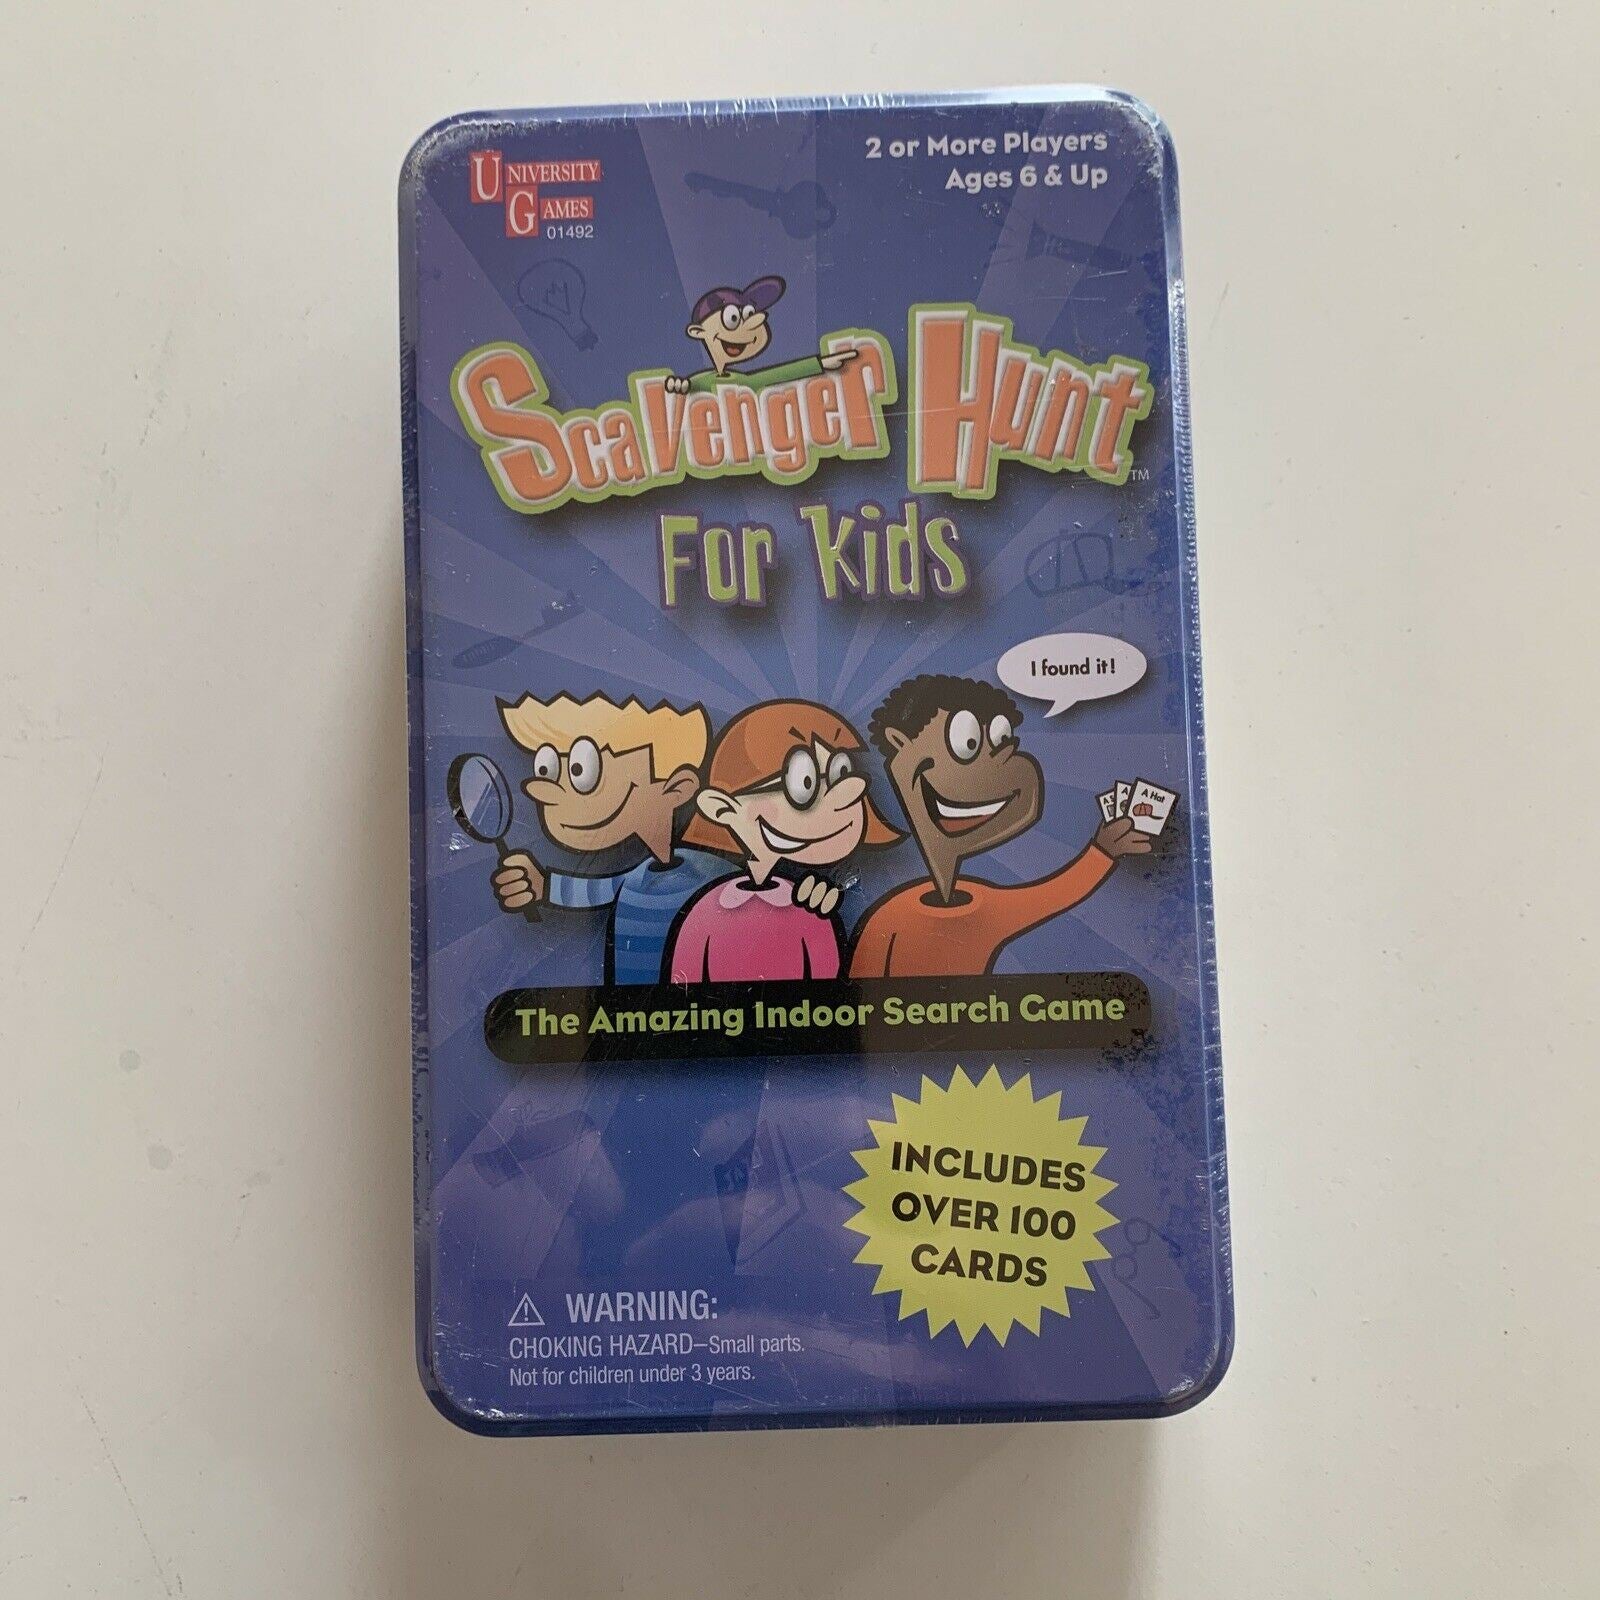 UNIVERSITY
GAMES
01492
2 or More Players
Ages 6 & Up
Scavenger Hunt™
For Kids
I found it!
A Hat
The Amazing Indoor Search Game
INCLUDES
OVER 100
CARDS
⚠ WARNING:
CHOKING HAZARD—Small parts.
Not for children under 3 years.